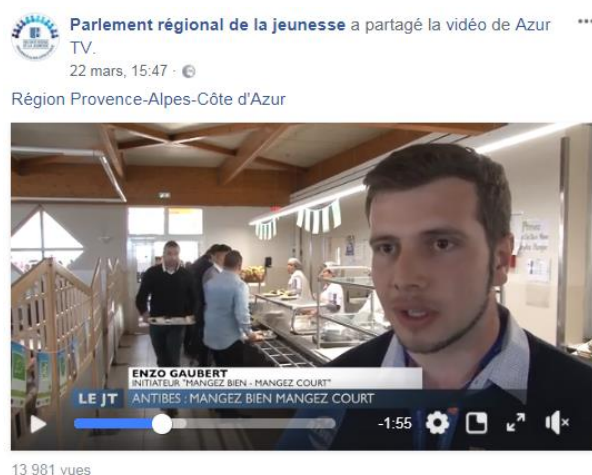 Parlement régional de la jeunesse a partagé la vidéo de Azur
TV.
22 mars, 15:47 ·
Région Provence-Alpes-Côte d'Azur
ENZO GAUBERT
INITIATEUR "MANGEZ BIEN - MANGEZ COURT"
LE JT ANTIBES : MANGEZ BIEN MANGEZ COURT
-1:55
13 981 vues